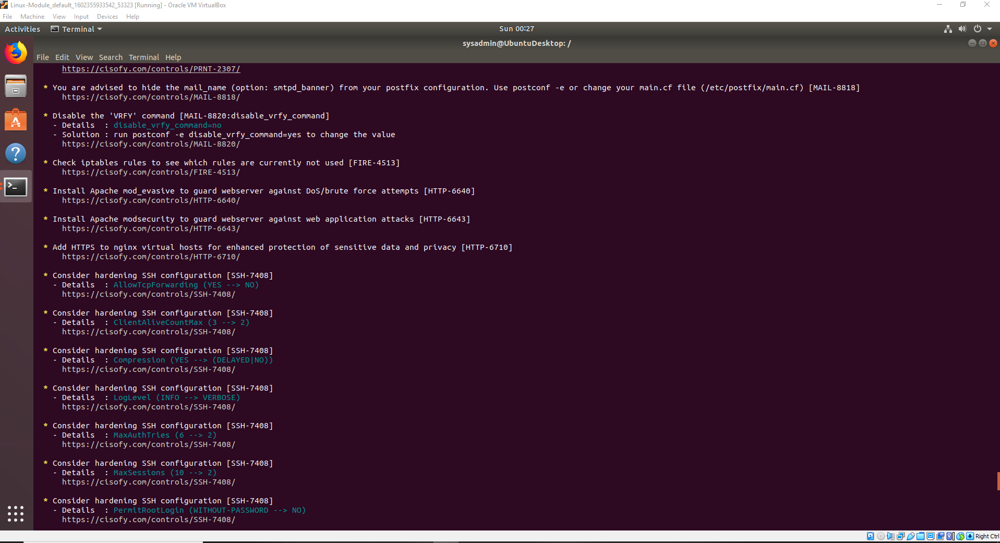 Linux-Module_default_1602355933542_53323 [Running] - Oracle VM VirtualBox
File Machine View Input Devices Help
Activities Terminal Sun 00:27
sysadmin@UbuntuDesktop: /
File Edit View Search Terminal Help
https://cisofy.com/controls/PRNT-2307/
* You are advised to hide the mail_name (option: smtpd_banner) from your postfix configuration. Use postconf -e or change your main.cf file (/etc/postfix/main.cf) [MAIL-8818]
https://cisofy.com/controls/MAIL-8818/
* Disable the 'VRFY' command [MAIL-8820:disable_vrfy_command]
- Details  : disable_vrfy_command=no
- Solution : run postconf -e disable_vrfy_command=yes to change the value
https://cisofy.com/controls/MAIL-8820/
* Check iptables rules to see which rules are currently not used [FIRE-4513]
https://cisofy.com/controls/FIRE-4513/
* Install Apache mod_evasive to guard webserver against DoS/brute force attempts [HTTP-6640]
https://cisofy.com/controls/HTTP-6640/
* Install Apache modsecurity to guard webserver against web application attacks [HTTP-6643]
https://cisofy.com/controls/HTTP-6643/
* Add HTTPS to nginx virtual hosts for enhanced protection of sensitive data and privacy [HTTP-6710]
https://cisofy.com/controls/HTTP-6710/
* Consider hardening SSH configuration [SSH-7408]
- Details  : AllowTcpForwarding (YES --> NO)
https://cisofy.com/controls/SSH-7408/
* Consider hardening SSH configuration [SSH-7408]
- Details  : ClientAliveCountMax (3 --> 2)
https://cisofy.com/controls/SSH-7408/
* Consider hardening SSH configuration [SSH-7408]
- Details  : Compression (YES --> (DELAYED|NO))
https://cisofy.com/controls/SSH-7408/
* Consider hardening SSH configuration [SSH-7408]
- Details  : LogLevel (INFO --> VERBOSE)
https://cisofy.com/controls/SSH-7408/
* Consider hardening SSH configuration [SSH-7408]
- Details  : MaxAuthTries (6 --> 2)
https://cisofy.com/controls/SSH-7408/
* Consider hardening SSH configuration [SSH-7408]
- Details  : MaxSessions (10 --> 2)
https://cisofy.com/controls/SSH-7408/
* Consider hardening SSH configuration [SSH-7408]
- Details  : PermitRootLogin (WITHOUT-PASSWORD --> NO)
https://cisofy.com/controls/SSH-7408/
Right Ctrl